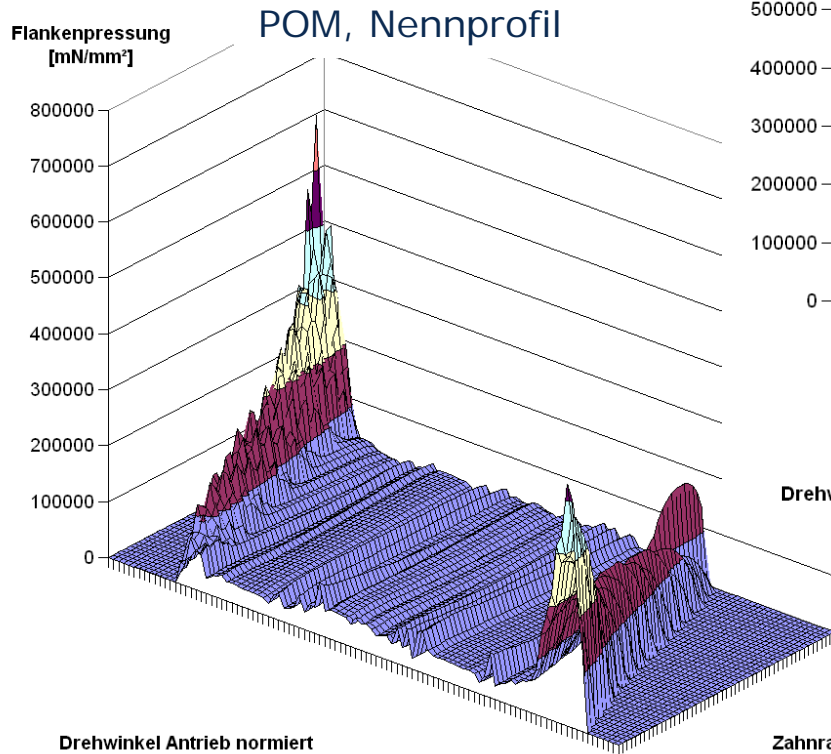 POM, Nennprofil
Flankenpressung
[mN/mm²]
800000
700000
600000
500000
400000
300000
200000
100000
0
500000
400000
300000
200000
100000
0
Drehw
Drehwinkel Antrieb normiert
Zahnra